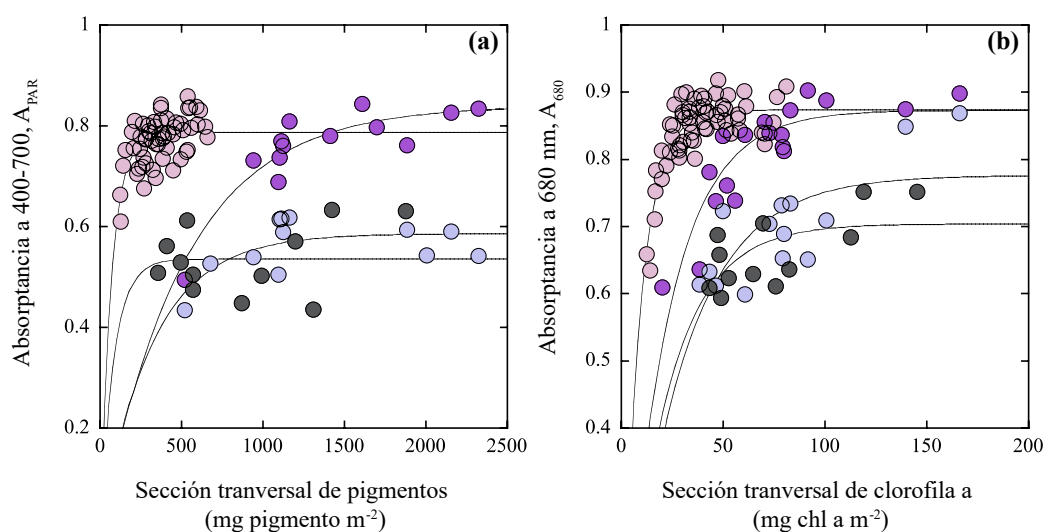 (a)
Absorptancia a 400-700, APAR
1
0.8
0.6
0.4
0.2
0
500
1000
1500
2000
2500
Sección tranversal de pigmentos
(mg pigmento m-2)
(b)
Absorptancia a 680 nm, A680
1
0.9
0.8
0.7
0.6
0.5
0.4
0
50
100
150
200
Sección tranversal de clorofila a
(mg chl a m-2)